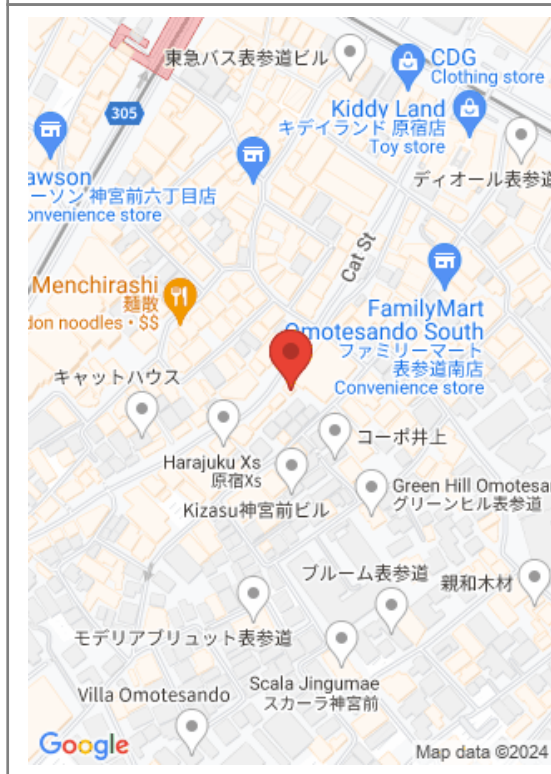 東急バス表参道ビル
CDG
Clothing store
305
Kiddy Land
キデイランド 原宿店
Toy store
ディオール表参道
awson
ーソン 神宮前六丁目店
onvenience store
Cat St
Menchirashi
麺散
don noodles • $$
FamilyMart
Omotesando South
ファミリーマート
表参道南店
Convenience store
キャットハウス
Harajuku Xs
原宿Xs
コーポ井上
Kizasu神宮前ビル
Green Hill Omotesa
グリーンヒル表参道
ブルーム表参道
親和木材
モデリアブリュット表参道
Scala Jingumae
スカーラ神宮前
Villa Omotesando
Google
Map data ©2024